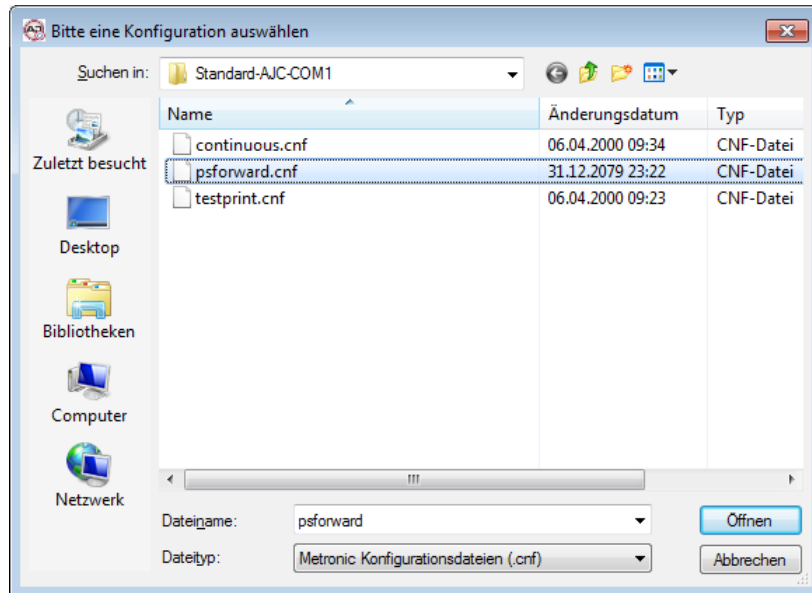 Bitte eine Konfiguration auswählen
Suchen in: Standard-AJC-COM1
Name Änderungsdatum Typ
continuous.cnf 06.04.2000 09:34 CNF-Datei
psforward.cnf 31.12.2079 23:22 CNF-Datei
testprint.cnf 06.04.2000 09:23 CNF-Datei
Zuletzt besucht
Desktop
Bibliotheken
Computer
Netzwerk
Dateiname: psforward Öffnen
Dateityp: Metronic Konfigurationsdateien (.cnf) Abbrechen